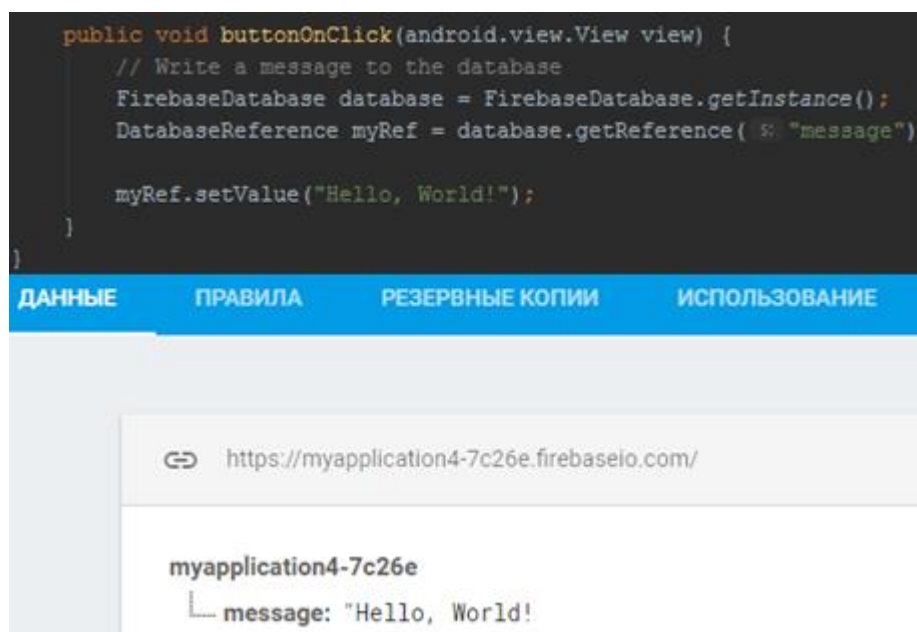 public void buttonOnClick(android.view.View view) {
// Write a message to the database
FirebaseDatabase database = FirebaseDatabase.getInstance();
DatabaseReference myRef = database.getReference( s: "message")
myRef.setValue("Hello, World!");
}
}
ДАННЫЕ ПРАВИЛА РЕЗЕРВНЫЕ КОПИИ ИСПОЛЬЗОВАНИЕ
https://myapplication4-7c26e.firebaseio.com/
myapplication4-7c26e
message: "Hello, World!